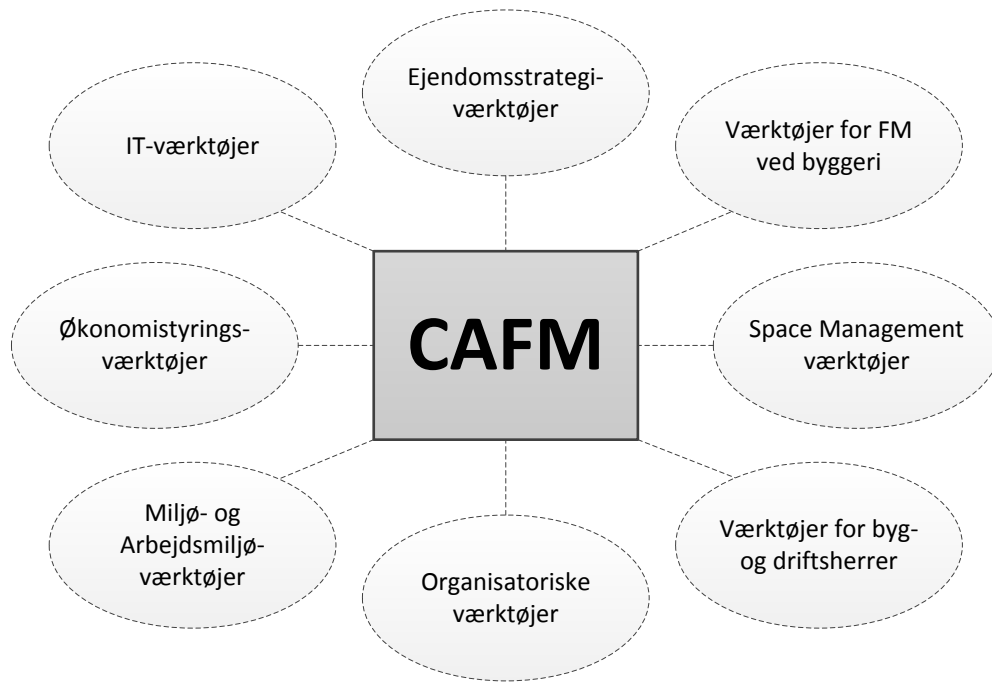 Ejendomsstrategi-
værktøjer
IT-værktøjer
Værktøjer for FM
ved byggeri
CAFM
Økonomistyrings-
værktøjer
Space Management
værktøjer
Miljø- og
Arbejdsmiljø-
værktøjer
Organisatoriske
værktøjer
Værktøjer for byg-
og driftsherrer